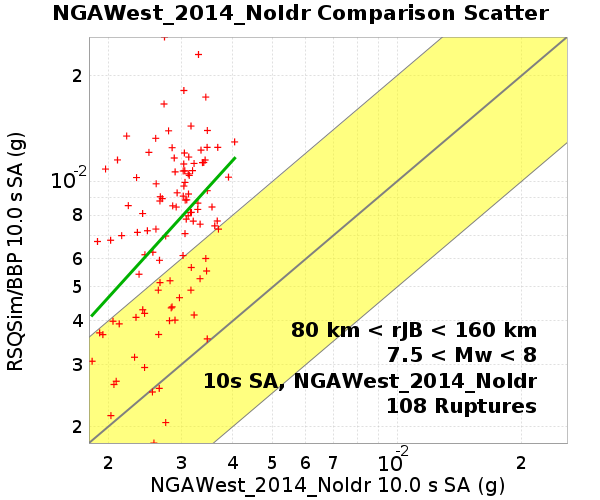 NGAWest_2014_NoIdr Comparison Scatter
RSQSim/BBP 10.0 s SA (g)
2
10-2
8
6
5
4
3
2
80 km < rJB < 160 km
7.5 < Mw < 8
10s SA, NGAWest_2014_NoIdr
108 Ruptures
2 3 4 5 6 7 10-2 2
NGAWest_2014_NoIdr 10.0 s SA (g)